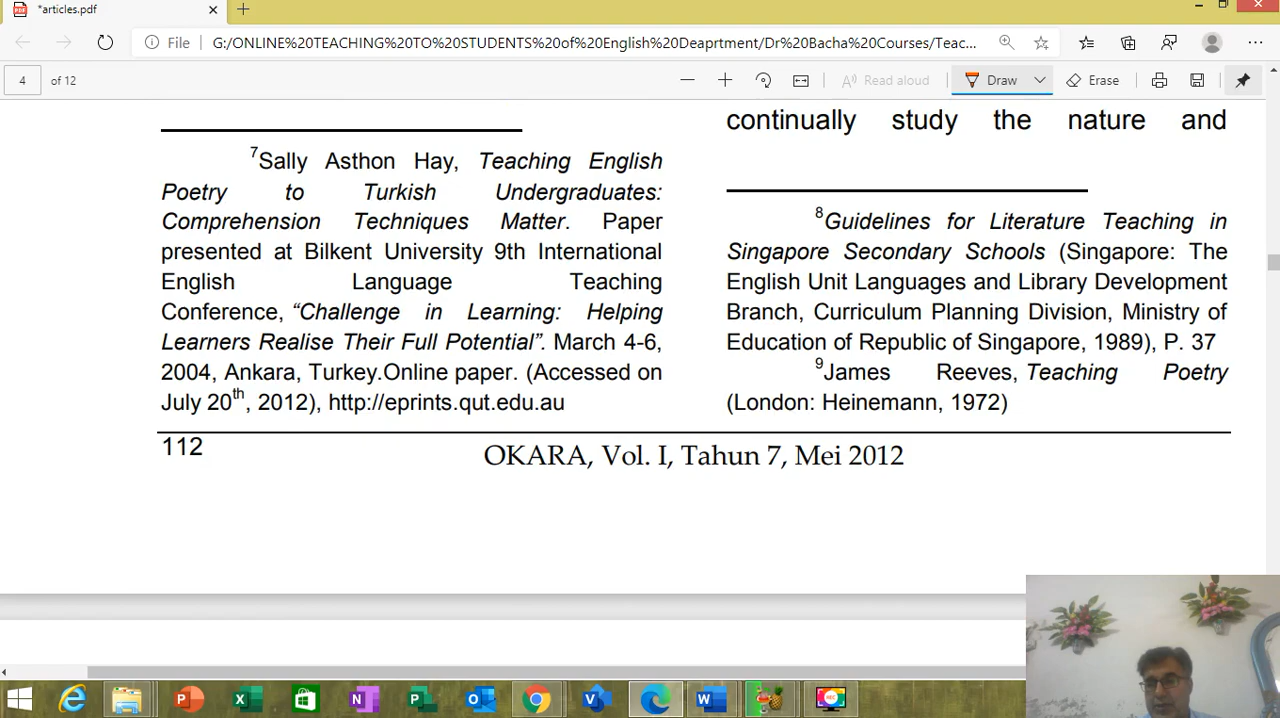 *articles.pdf
File
G:/ONLINE%20TEACHING%20TO%20STUDENTS%20of%20English%20Deaprtment/Dr%20Bacha%20Courses/Teac...
4
of 12
Read aloud
Draw
Erase
7Sally Asthon Hay, Teaching English
Poetry to Turkish Undergraduates:
Comprehension Techniques Matter. Paper
presented at Bilkent University 9th International
English Language Teaching
Conference, “Challenge in Learning: Helping
Learners Realise Their Full Potential”. March 4-6,
2004, Ankara, Turkey.Online paper. (Accessed on
July 20th, 2012), http://eprints.qut.edu.au
continually study the nature and
8Guidelines for Literature Teaching in
Singapore Secondary Schools (Singapore: The
English Unit Languages and Library Development
Branch, Curriculum Planning Division, Ministry of
Education of Republic of Singapore, 1989), P. 37
9James Reeves, Teaching Poetry
(London: Heinemann, 1972)
112
OKARA, Vol. I, Tahun 7, Mei 2012